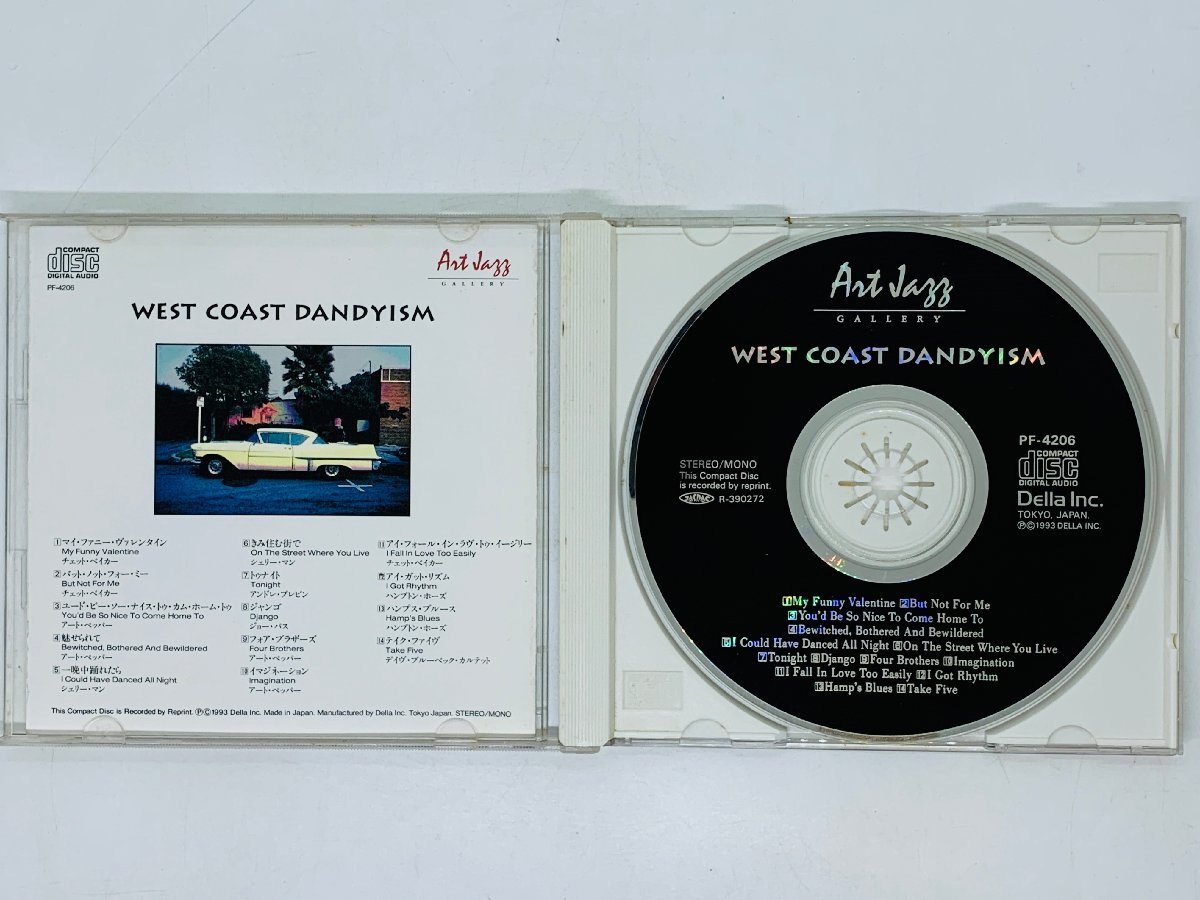 COMPACT
disc
DIGITAL AUDIO
PF-4206
Art Jazz
GALLERY
WEST COAST DANDYISM
1マイ・ファニー・ヴァレンタイン
My Funny Valentine
チェット・ベイカー
2バット・ノット・フォー・ミー
But Not For Me
チェット・ベイカー
3ユード・ビー・ソー・ナイス・トゥ・カム・ホーム・トゥ
You'd Be So Nice To Come Home To
アート・ペッパー
4魅せられて
Bewitched, Bothered And Bewildered
アート・ペッパー
5一晩中踊れたら
I Could Have Danced All Night
シェリー・マン
6きみ住む街で
On The Street Where You Live
シェリー・マン
7トゥナイト
Tonight
アンドレ・プレビン
8ジャンゴ
Django
ジョー・パス
9フォア・ブラザーズ
Four Brothers
アート・ペッパー
10イマジネーション
Imagination
アート・ペッパー
11アイ・フォール・イン・ラヴ・トゥ・イージリー
I Fall In Love Too Easily
チェット・ベイカー
12アイ・ガット・リズム
I Got Rhythm
ハンプトン・ホーズ
13ハンプス・ブルース
Hamp's Blues
ハンプトン・ホーズ
14テイク・ファイヴ
Take Five
デイヴ・ブルーベック・カルテット
This Compact Disc is Recorded by Reprint. ℗©1993 Della Inc. Made in Japan. Manufactured by Della Inc. Tokyo Japan. STEREO/MONO
Art Jazz
GALLERY
WEST COAST DANDYISM
STEREO/MONO
This Compact Disc
is recorded by reprint.
R-390272
PF-4206
COMPACT
disc
DIGITAL AUDIO
Della Inc.
TOKYO, JAPAN.
℗©1993 DELLA INC.
1My Funny Valentine 2But Not For Me
3You'd Be So Nice To Come Home To
4Bewitched, Bothered And Bewildered
5I Could Have Danced All Night 6On The Street Where You Live
7Tonight 8Django 9Four Brothers 10Imagination
11I Fall In Love Too Easily 12I Got Rhythm
13Hamp's Blues 14Take Five